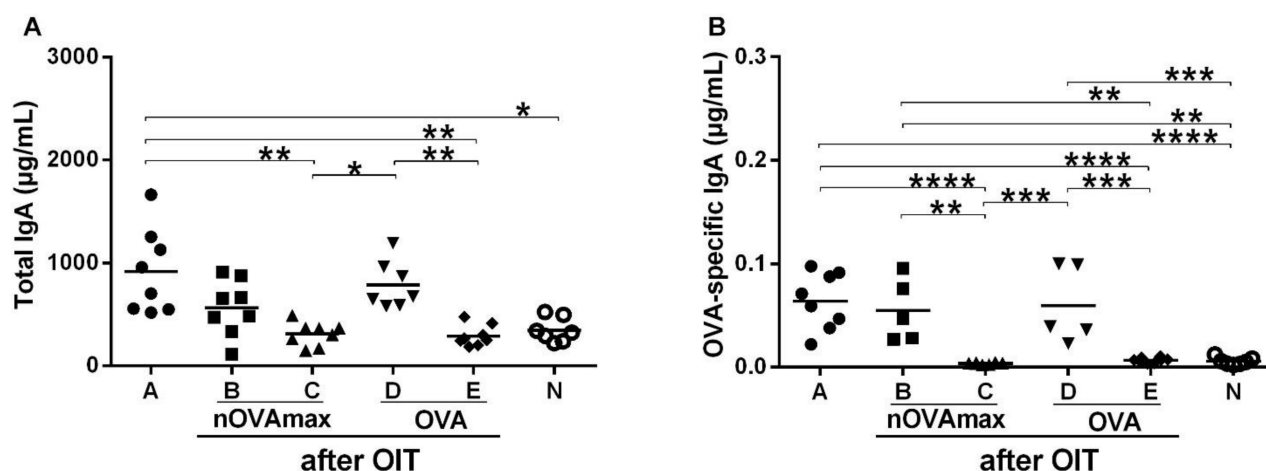 A
Total IgA (µg/mL)
3000
2000
1000
0
*
**
**
**
*
A B C D E N
nOVAmax OVA
after OIT
B
OVA-specific IgA (µg/mL)
0.3
0.2
0.1
0.0
***
**
**
****
****
****
***
***
**
A B C D E N
nOVAmax OVA
after OIT